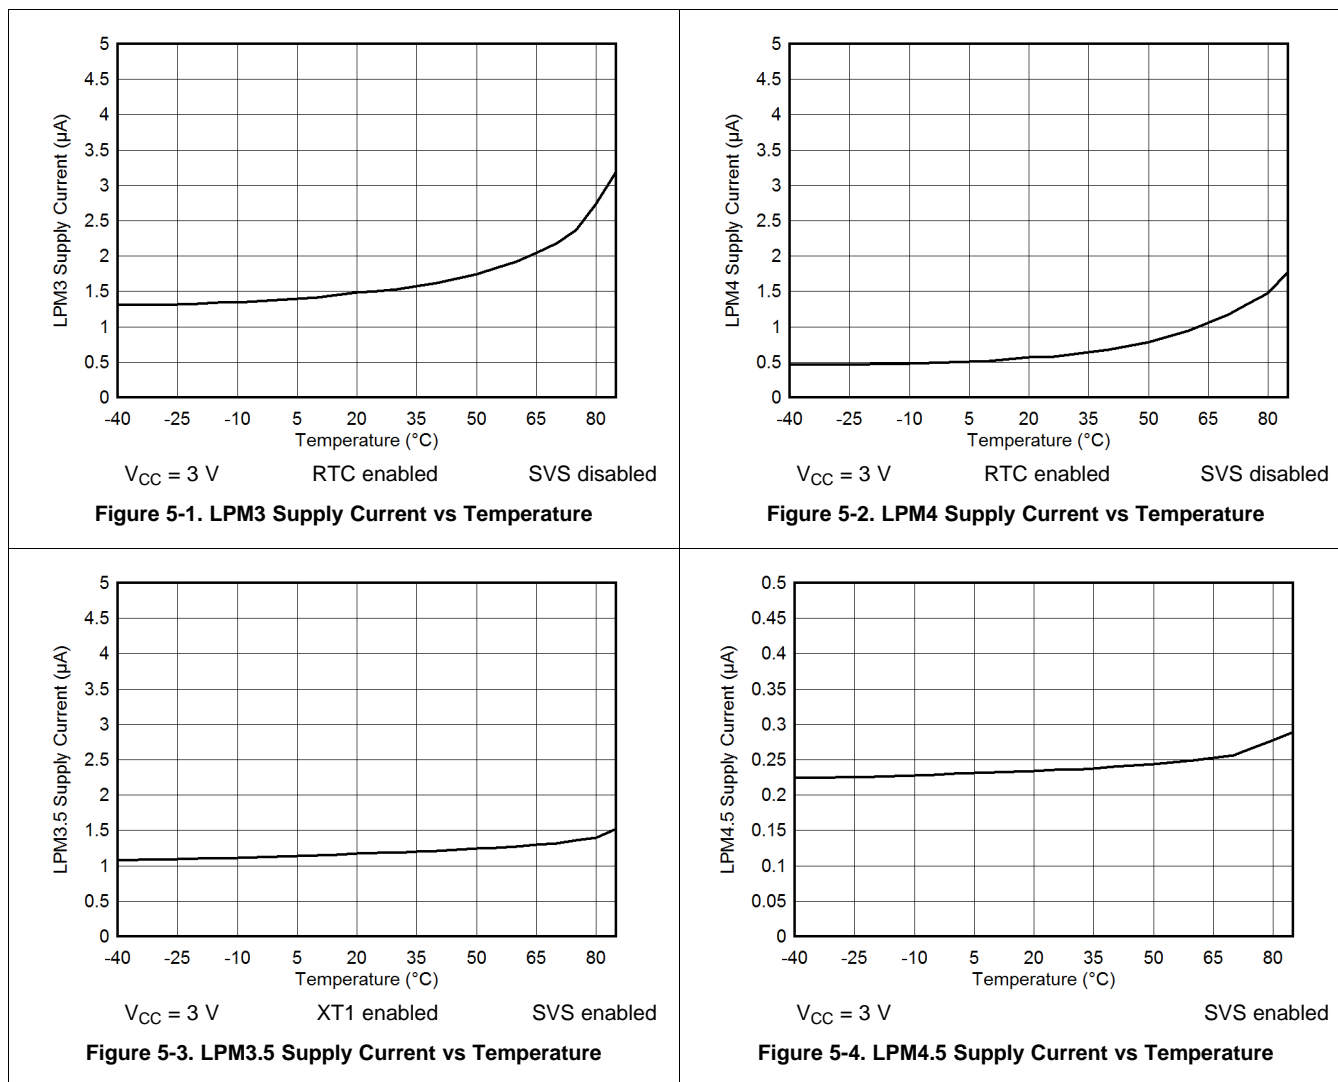 5
4.5
4
3.5
3
2.5
2
1.5
1
0.5
0
LPM3 Supply Current (µA)
-40 -25 -10 5 20 35 50 65 80
Temperature (°C)
VCC = 3 V RTC enabled SVS disabled
Figure 5-1. LPM3 Supply Current vs Temperature
5
4.5
4
3.5
3
2.5
2
1.5
1
0.5
0
LPM4 Supply Current (µA)
-40 -25 -10 5 20 35 50 65 80
Temperature (°C)
VCC = 3 V RTC enabled SVS disabled
Figure 5-2. LPM4 Supply Current vs Temperature
5
4.5
4
3.5
3
2.5
2
1.5
1
0.5
0
LPM3.5 Supply Current (µA)
-40 -25 -10 5 20 35 50 65 80
Temperature (°C)
VCC = 3 V XT1 enabled SVS enabled
Figure 5-3. LPM3.5 Supply Current vs Temperature
0.5
0.45
0.4
0.35
0.3
0.25
0.2
0.15
0.1
0.05
0
LPM4.5 Supply Current (µA)
-40 -25 -10 5 20 35 50 65 80
Temperature (°C)
VCC = 3 V SVS enabled
Figure 5-4. LPM4.5 Supply Current vs Temperature